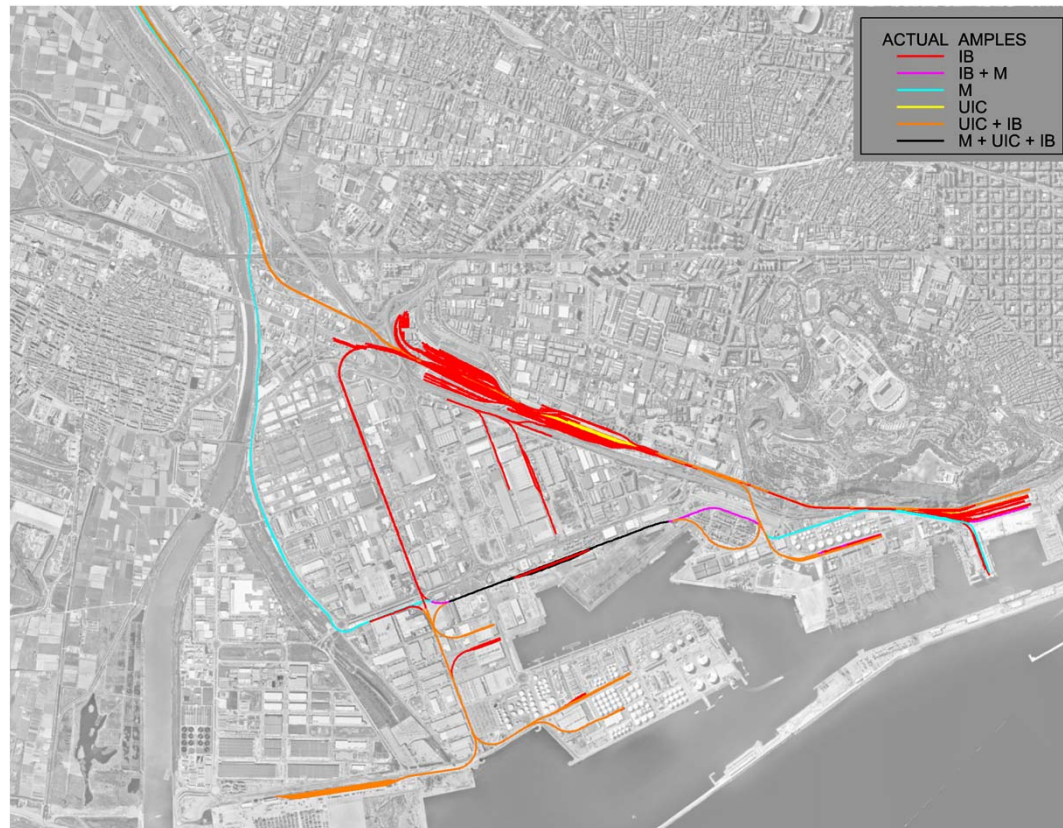 ACTUAL AMPLES
IB
IB + M
M
UIC
UIC + IB
M + UIC + IB